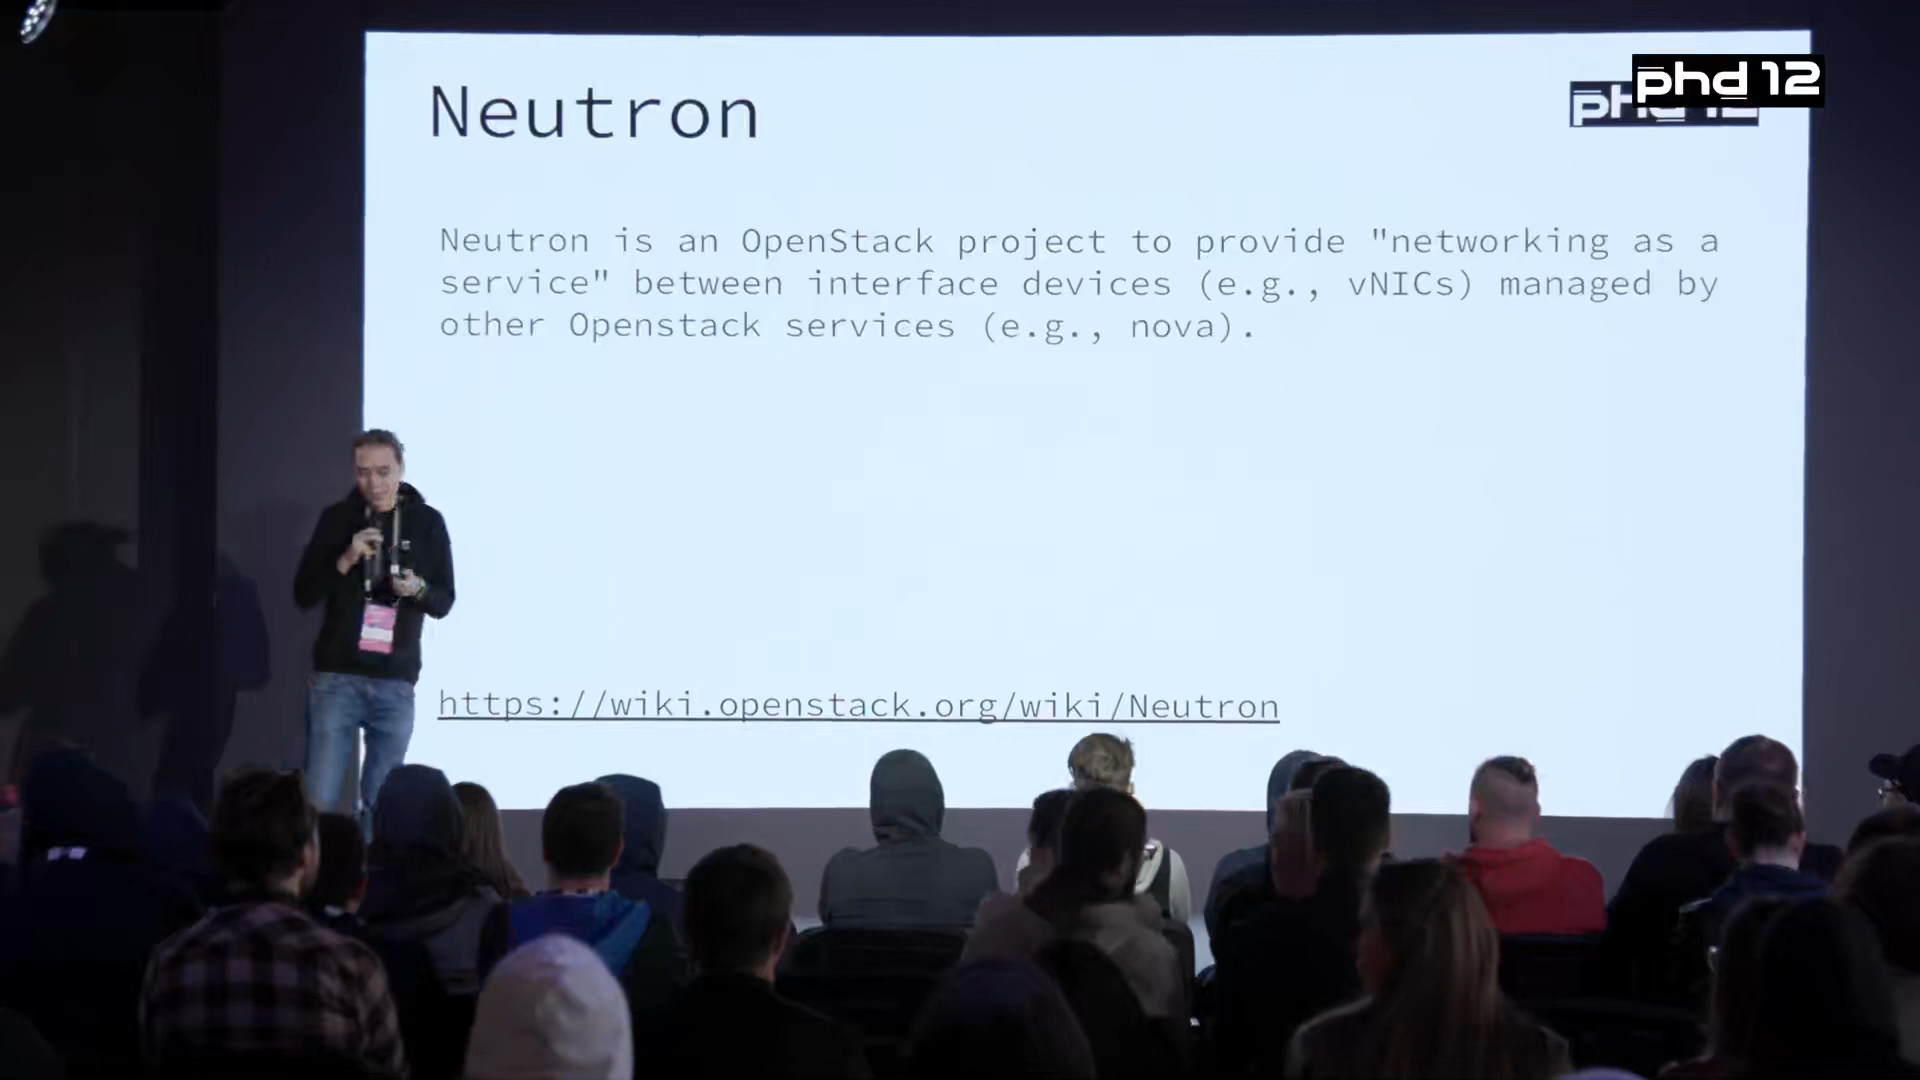 phd 12
Neutron
Neutron is an OpenStack project to provide "networking as a
service" between interface devices (e.g., vNICs) managed by
other Openstack services (e.g., nova).
https://wiki.openstack.org/wiki/Neutron